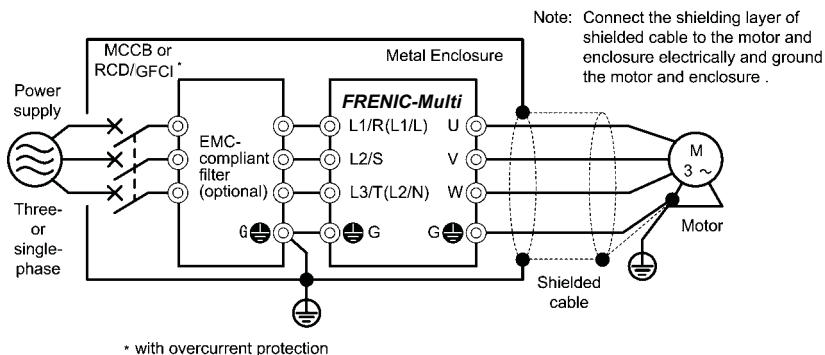 Note: Connect the shielding layer of
shielded cable to the motor and
enclosure electrically and ground
the motor and enclosure .
MCCB or
RCD/GFCI *
Metal Enclosure
Power
supply
FRENIC-Multi
EMC-
compliant
filter
(optional)
L1/R(L1/L)
U
L2/S
V
L3/T(L2/N)
W
G
G
G
M
3 ~
Motor
Three-
or
single-
phase
Shielded
cable
* with overcurrent protection